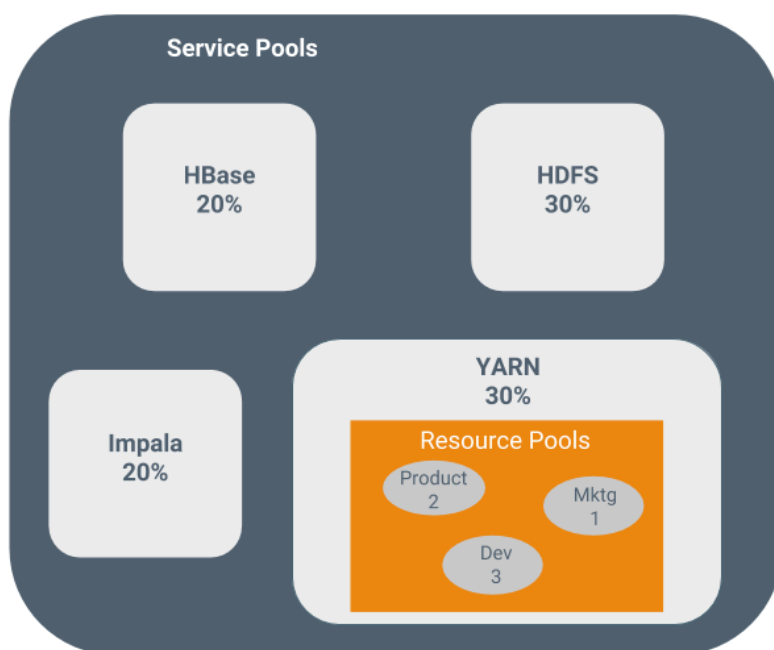 Service Pools
HBase
20%
HDFS
30%
Impala
20%
YARN
30%
Resource Pools
Product
2
Mktg
1
Dev
3